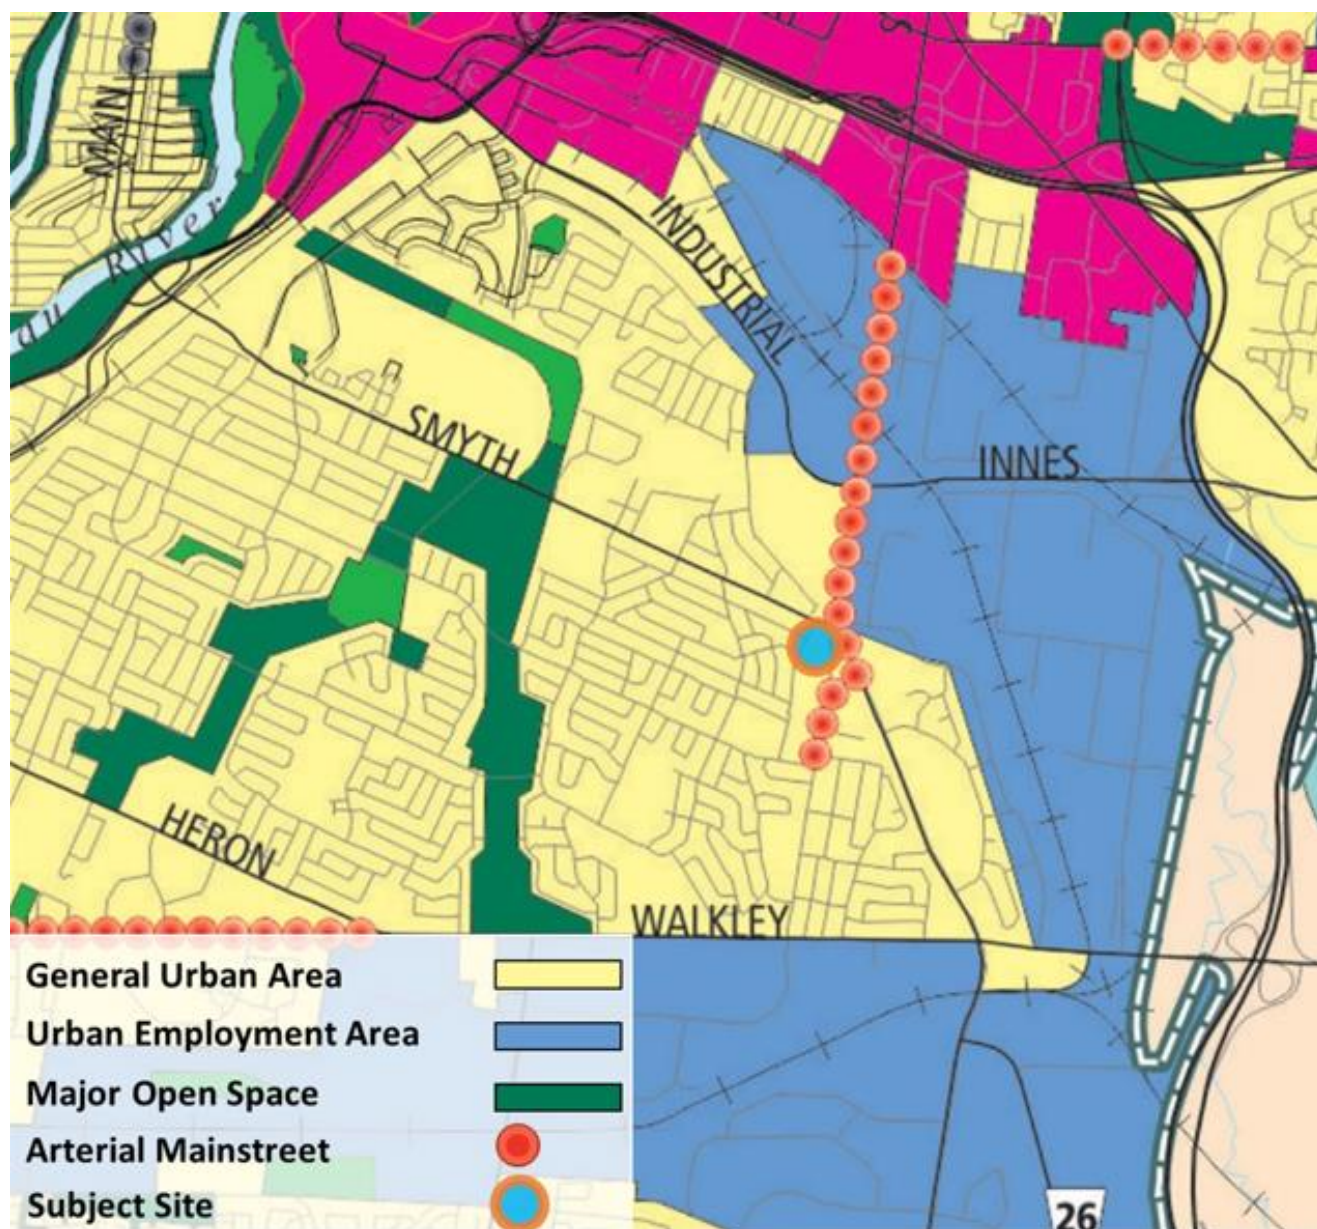 MAIN
au River
INDUSTRIAL
SMYTH
INNES
HERON
WALKLEY
General Urban Area
Urban Employment Area
Major Open Space
Arterial Mainstreet
Subject Site
26